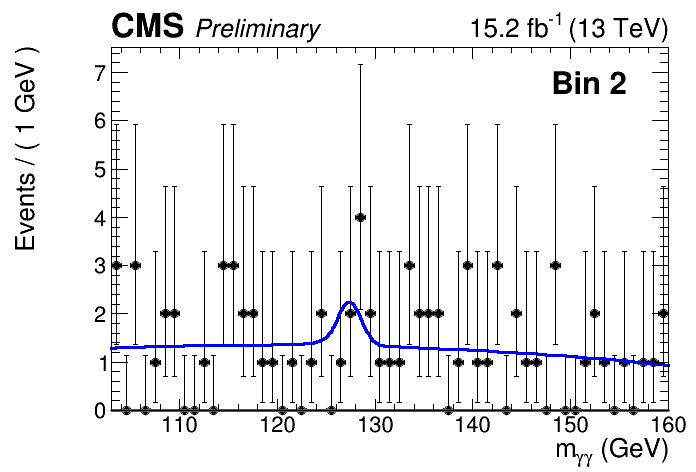 CMS Preliminary 15.2 fb⁻¹ (13 TeV)
Bin 2
Events / ( 1 GeV )
7
6
5
4
3
2
1
0
110 120 130 140 150 160
mγγ (GeV)